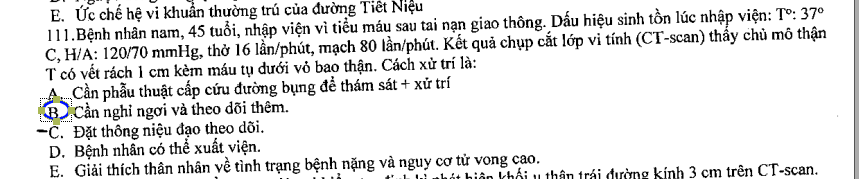 E. Ức chế hệ vi khuẩn thường trú của đường Tiết Niệu
111.Bệnh nhân nam, 45 tuổi, nhập viện vì tiểu máu sau tai nạn giao thông. Dấu hiệu sinh tồn lúc nhập viện: Tº: 37º
C, H/A: 120/70 mmHg, thở 16 lần/phút, mạch 80 lần/phút. Kết quả chụp cắt lớp vi tính (CT-scan) thấy chủ mô thận
T có vết rách 1 cm kèm máu tụ dưới vỏ bao thận. Cách xử trí là:
A. Cần phẫu thuật cấp cứu đường bụng để thám sát + xử trí
B. Cần nghỉ ngơi và theo dõi thêm.
C. Đặt thông niệu đạo theo dõi.
D. Bệnh nhân có thể xuất viện.
E. Giải thích thân nhân về tình trạng bệnh nặng và nguy cơ tử vong cao.
phát hiện khối u thận trái đường kính 3 cm trên CT-scan.